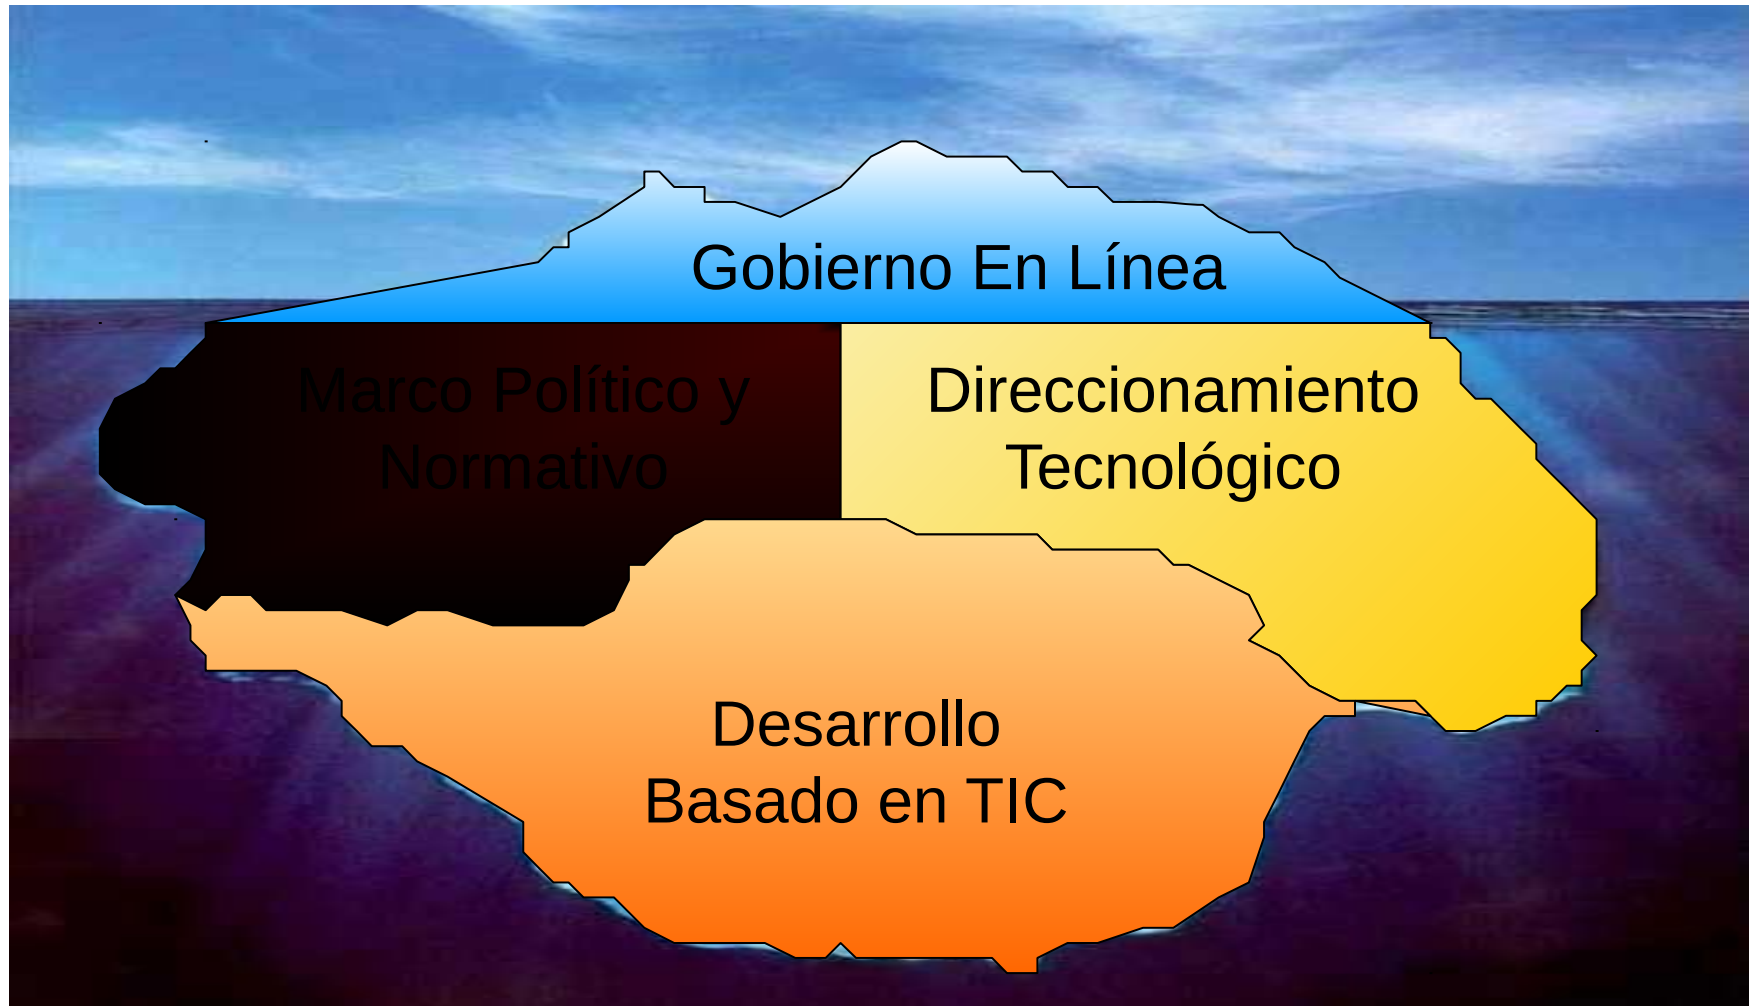 Gobierno En Línea
Marco Político y
Normativo
Direccionamiento
Tecnológico
Desarrollo
Basado en TIC